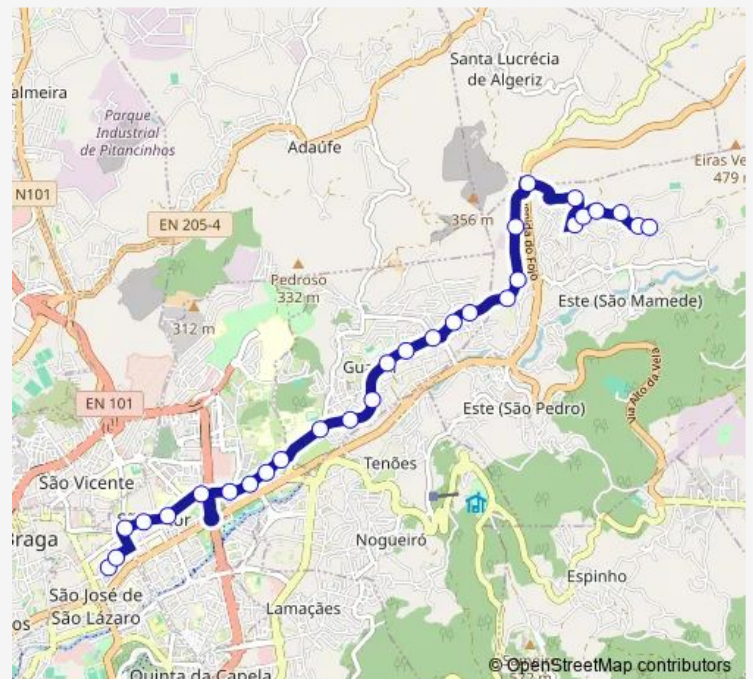 Santa Lucrécia
de Algeriz
almeira
Parque
Industrial
de Pitancinhos
Adaúfe
Eiras Ve
479 m
N101
356 m
EN 205-4
Pedroso
332 m
Este (São Mamede)
312 m
Gu
EN 101
Este (São Pedro)
Via Alto da Vela
Tenões
São Vicente
or
raga
Nogueiró
Espinho
São José de
São Lázaro
Lamaçães
os
Quinta da Capela
© OpenStreetMap contributors